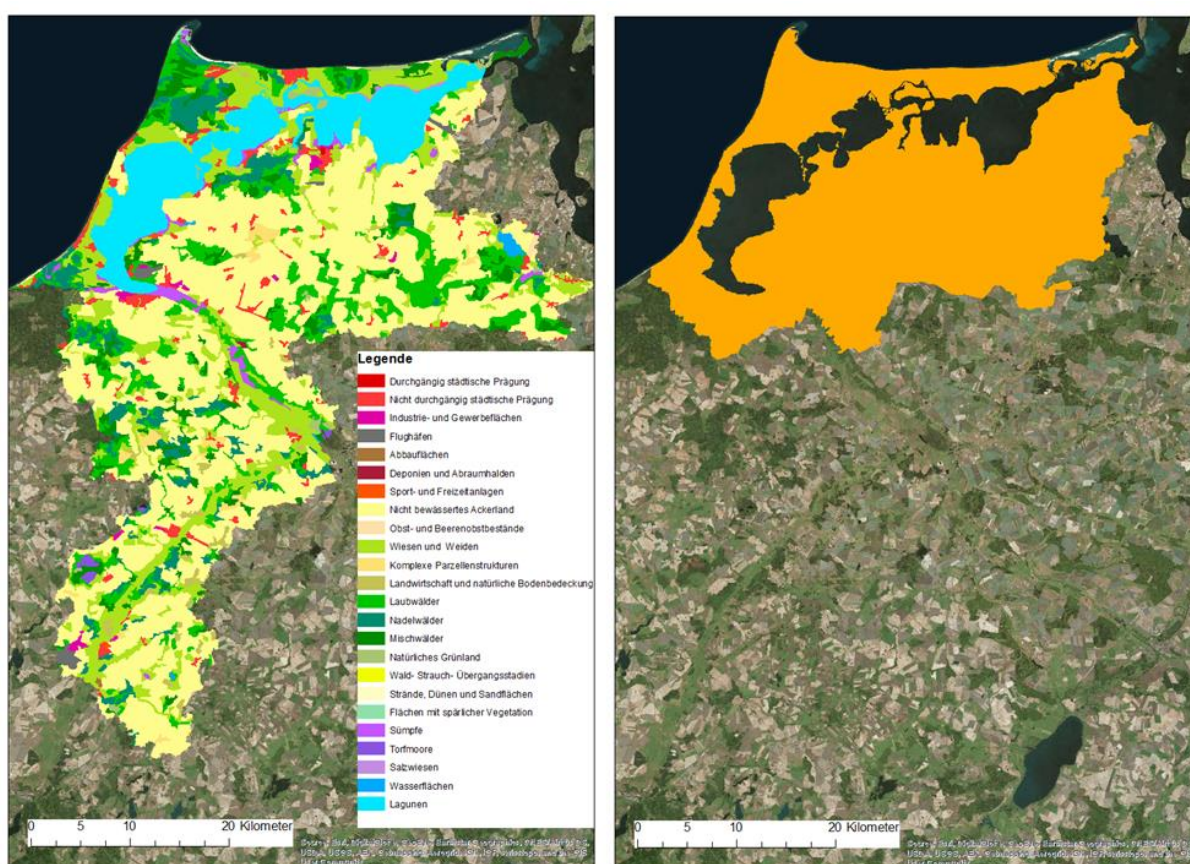 Legende
Durchgängig städtische Prägung
Nicht durchgängig städtische Prägung
Industrie- und Gewerbeflächen
Flughäfen
Abbauflächen
Deponien und Abraumhalden
Sport- und Freizeitanlagen
Nicht bewässertes Ackerland
Obst- und Beerenobstbestände
Wiesen und Weiden
Komplexe Parzellenstrukturen
Landwirtschaft und natürliche Bodenbedeckung
Laubwälder
Nadelwälder
Mischwälder
Natürliches Grünland
Wald- Strauch- Übergangsstadien
Strände, Dünen und Sandflächen
Flächen mit spärlicher Vegetation
Sümpfe
Torfmoore
Salzwiesen
Wasserflächen
Lagunen
0 5 10 20 Kilometer
0 5 10 20 Kilometer